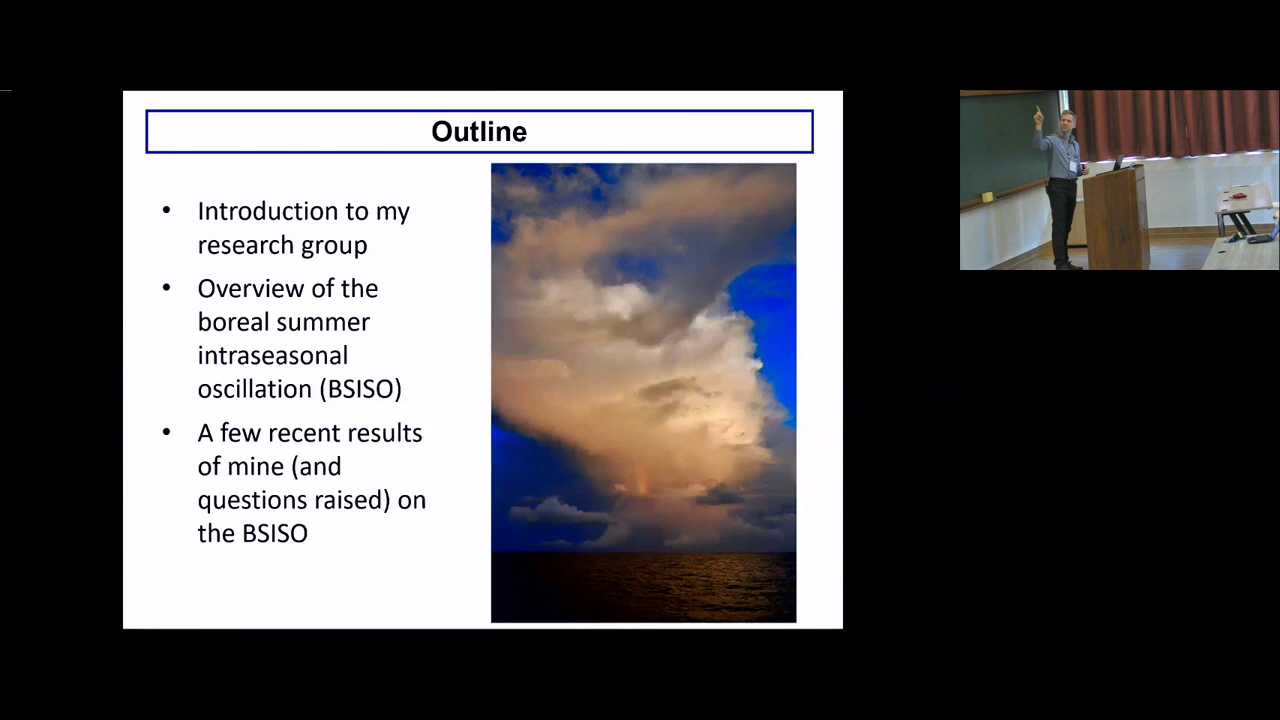 Outline
• Introduction to my
research group
• Overview of the
boreal summer
intraseasonal
oscillation (BSISO)
• A few recent results
of mine (and
questions raised) on
the BSISO